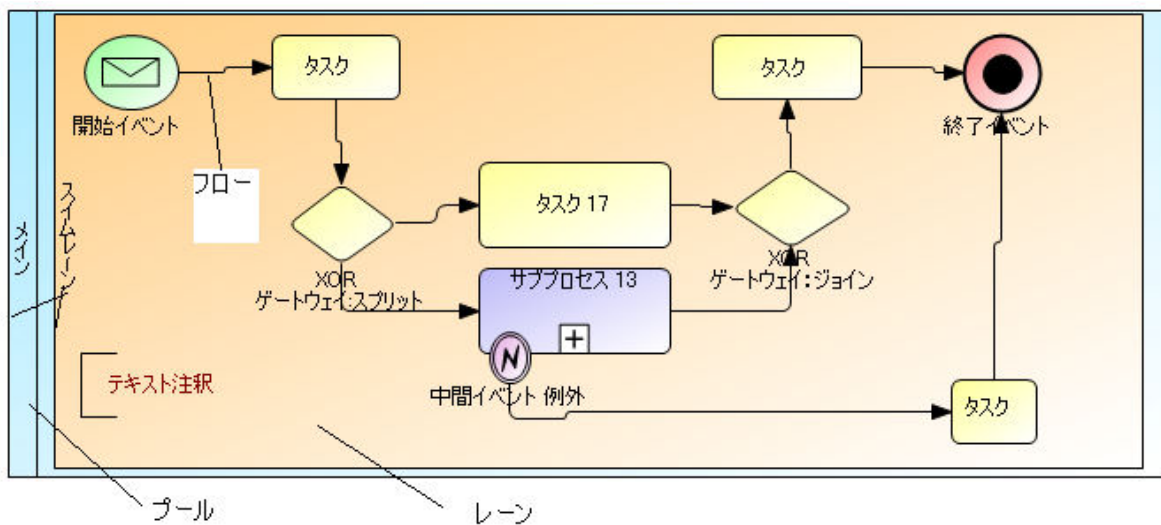 タスク
タスク
開始イベント
終了イベント
フロー
スイムレーン
タスク 17
メイン
XOR
ゲートウェイ:スプリット
サブプロセス 13
XOR
ゲートウェイ:ジョイン
テキスト注釈
中間イベント 例外
タスク
プール
レーン